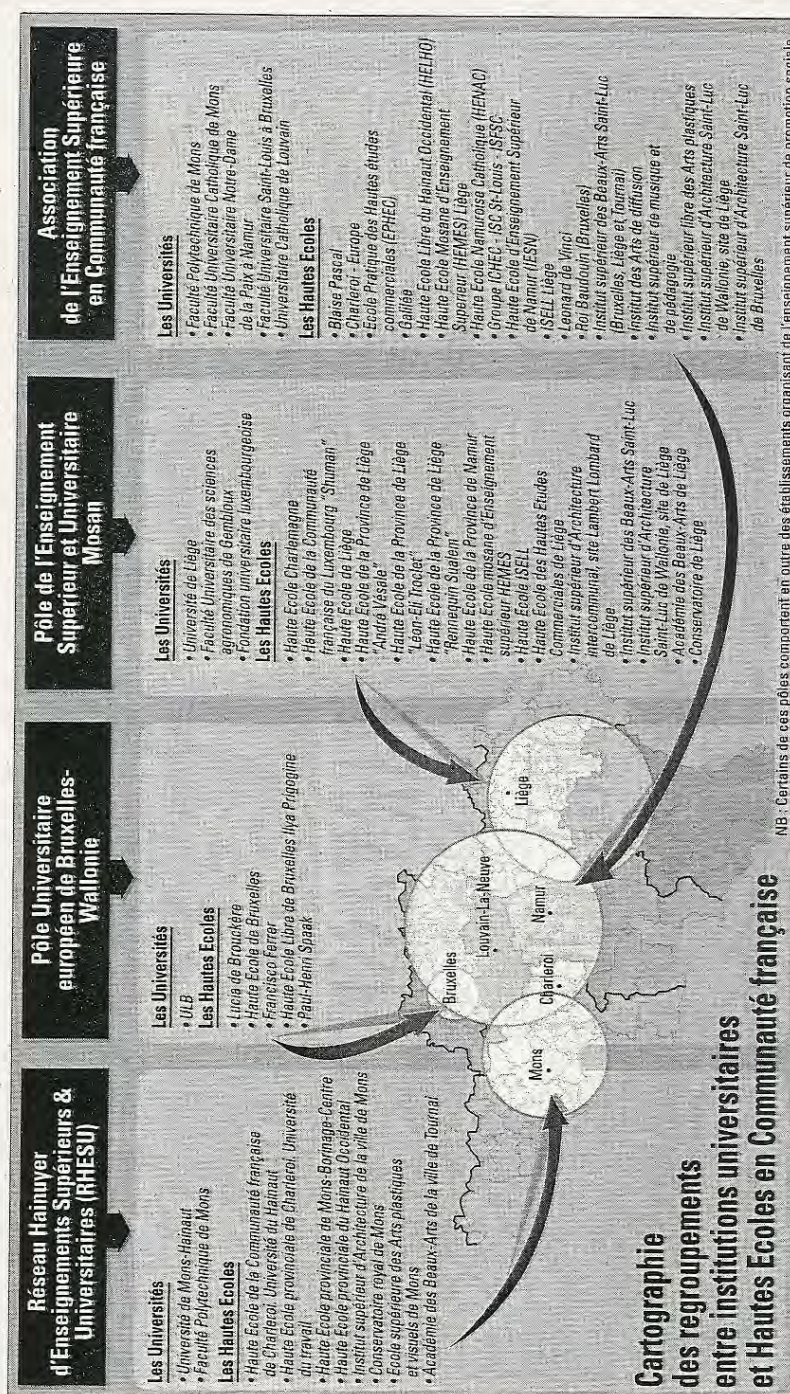 Réseau Hainuyer
d'Enseignements Supérieurs &
Universitaires (RHESU)
Les Universités
• Université de Mons-Hainaut
• Faculté Polytechnique de Mons
Les Hautes Ecoles
• Haute Ecole de la Communauté française
de Charleroi, Université du Hainaut
• Haute Ecole provinciale de Charleroi, Université
du travail
• Haute Ecole provinciale de Mons-Borinage-Centre
• Haute Ecole provinciale du Hainaut Occidental
• Institut supérieur d'Architecture de la ville de Mons
• Conservatoire royal de Mons
• Ecole supérieure des Arts plastiques
et visuels de Mons
• Académie des Beaux-Arts de la ville de Tournai
Pôle Universitaire
européen de Bruxelles-
Wallonie
Les Universités
• ULB
Les Hautes Ecoles
• Lucia de Brouckère
• Haute Ecole de Bruxelles
• Francisco Ferrer
• Haute Ecole Libre de Bruxelles Ilya Prigogine
• Paul-Henri Spaak
Pôle de l'Enseignement
Supérieur et Universitaire
Mosan
Les Universités
• Université de Liège
• Faculté Universitaire des sciences
agronomiques de Gembloux
• Fondation universitaire luxembourgeoise
Les Hautes Ecoles
• Haute Ecole Charlemagne
• Haute Ecole de la Communauté
française du Luxembourg "Shuman"
• Haute Ecole de Liège
• Haute Ecole de la Province de Liège
"André Vésale"
• Haute Ecole de la Province de Liège
"Léon-Eli Troclet"
• Haute Ecole de la Province de Liège
"Rennequin Sualem"
• Haute Ecole de la Province de Namur
• Haute Ecole mosane d'Enseignement
supérieur HEMES
• Haute Ecole ISELL
• Haute Ecole des Hautes Etudes
Commerciales de Liège
• Institut supérieur d'Architecture
intercommunal, site Lambert Lombard
de Liège
• Institut supérieur des Beaux-Arts Saint-Luc
• Institut supérieur d'Architecture
Saint-Luc de Wallonie, site de Liège
• Académie des Beaux-Arts de Liège
• Conservatoire de Liège
Association
de l'Enseignement Supérieure
en Communauté française
Les Universités
• Faculté Polytechnique de Mons
• Faculté Universitaire Catholique de Mons
• Faculté Universitaire Notre-Dame
de la Paix à Namur
• Faculté Universitaire Saint-Louis à Bruxelles
• Universitaire Catholique de Louvain
Les Hautes Ecoles
• Blaise Pascal
• Charleroi - Europe
• Ecole Pratique des Hautes études
commerciales (EPHEC)
• Galilée
• Haute Ecole Libre du Hainaut Occidental (HELHO)
• Haute Ecole Mosane d'Enseignement
Supérieur (HEMES) Liège
• Haute Ecole Namuroise Catholique (HENAC)
• Groupe ICHEC - ISC St-Louis - ISFSC
• Haute Ecole d'Enseignement Supérieur
de Namur (IESN)
• ISELL Liège
• Leonard de Vinci
• Roi Baudouin (Bruxelles)
• Institut supérieur des Beaux-Arts Saint-Luc
(Bruxelles, Liège et Tournai)
• Institut des Arts de diffusion
• Institut supérieur de musique et
de pédagogie
• Institut supérieur libre des Arts plastiques
• Institut supérieur d'Architecture Saint-Luc
de Wallonie, site de Liège
• Institut supérieur d'Architecture Saint-Luc
de Bruxelles
Bruxelles
Louvain-La-Neuve
Liège
Mons
Charleroi
Namur
Cartographie
des regroupements
entre institutions universitaires
et Hautes Ecoles en Communauté française
NB : Certains de ces pôles comportent en outre des établissements organisant de l'enseignement supérieur de promotion sociale